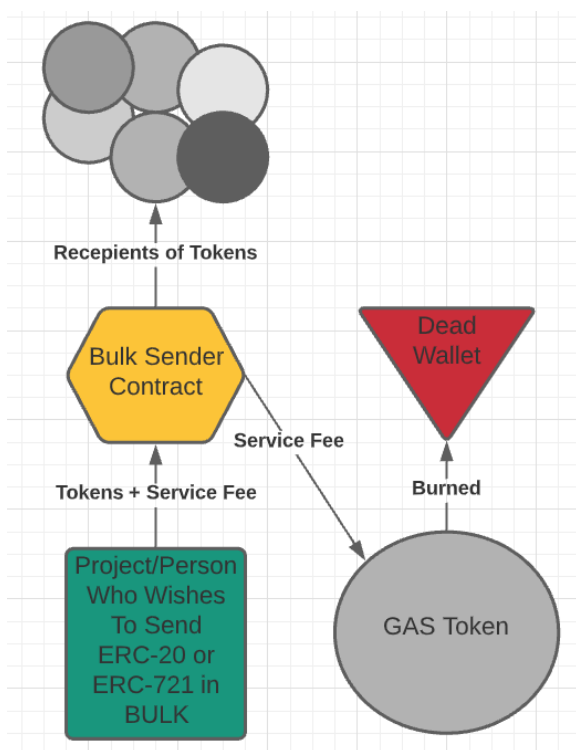 Recepients of Tokens
Bulk Sender
Contract
Dead
Wallet
Service Fee
Tokens + Service Fee
Burned
Project/Person
Who Wishes
To Send
ERC-20 or
ERC-721 in
BULK
GAS Token